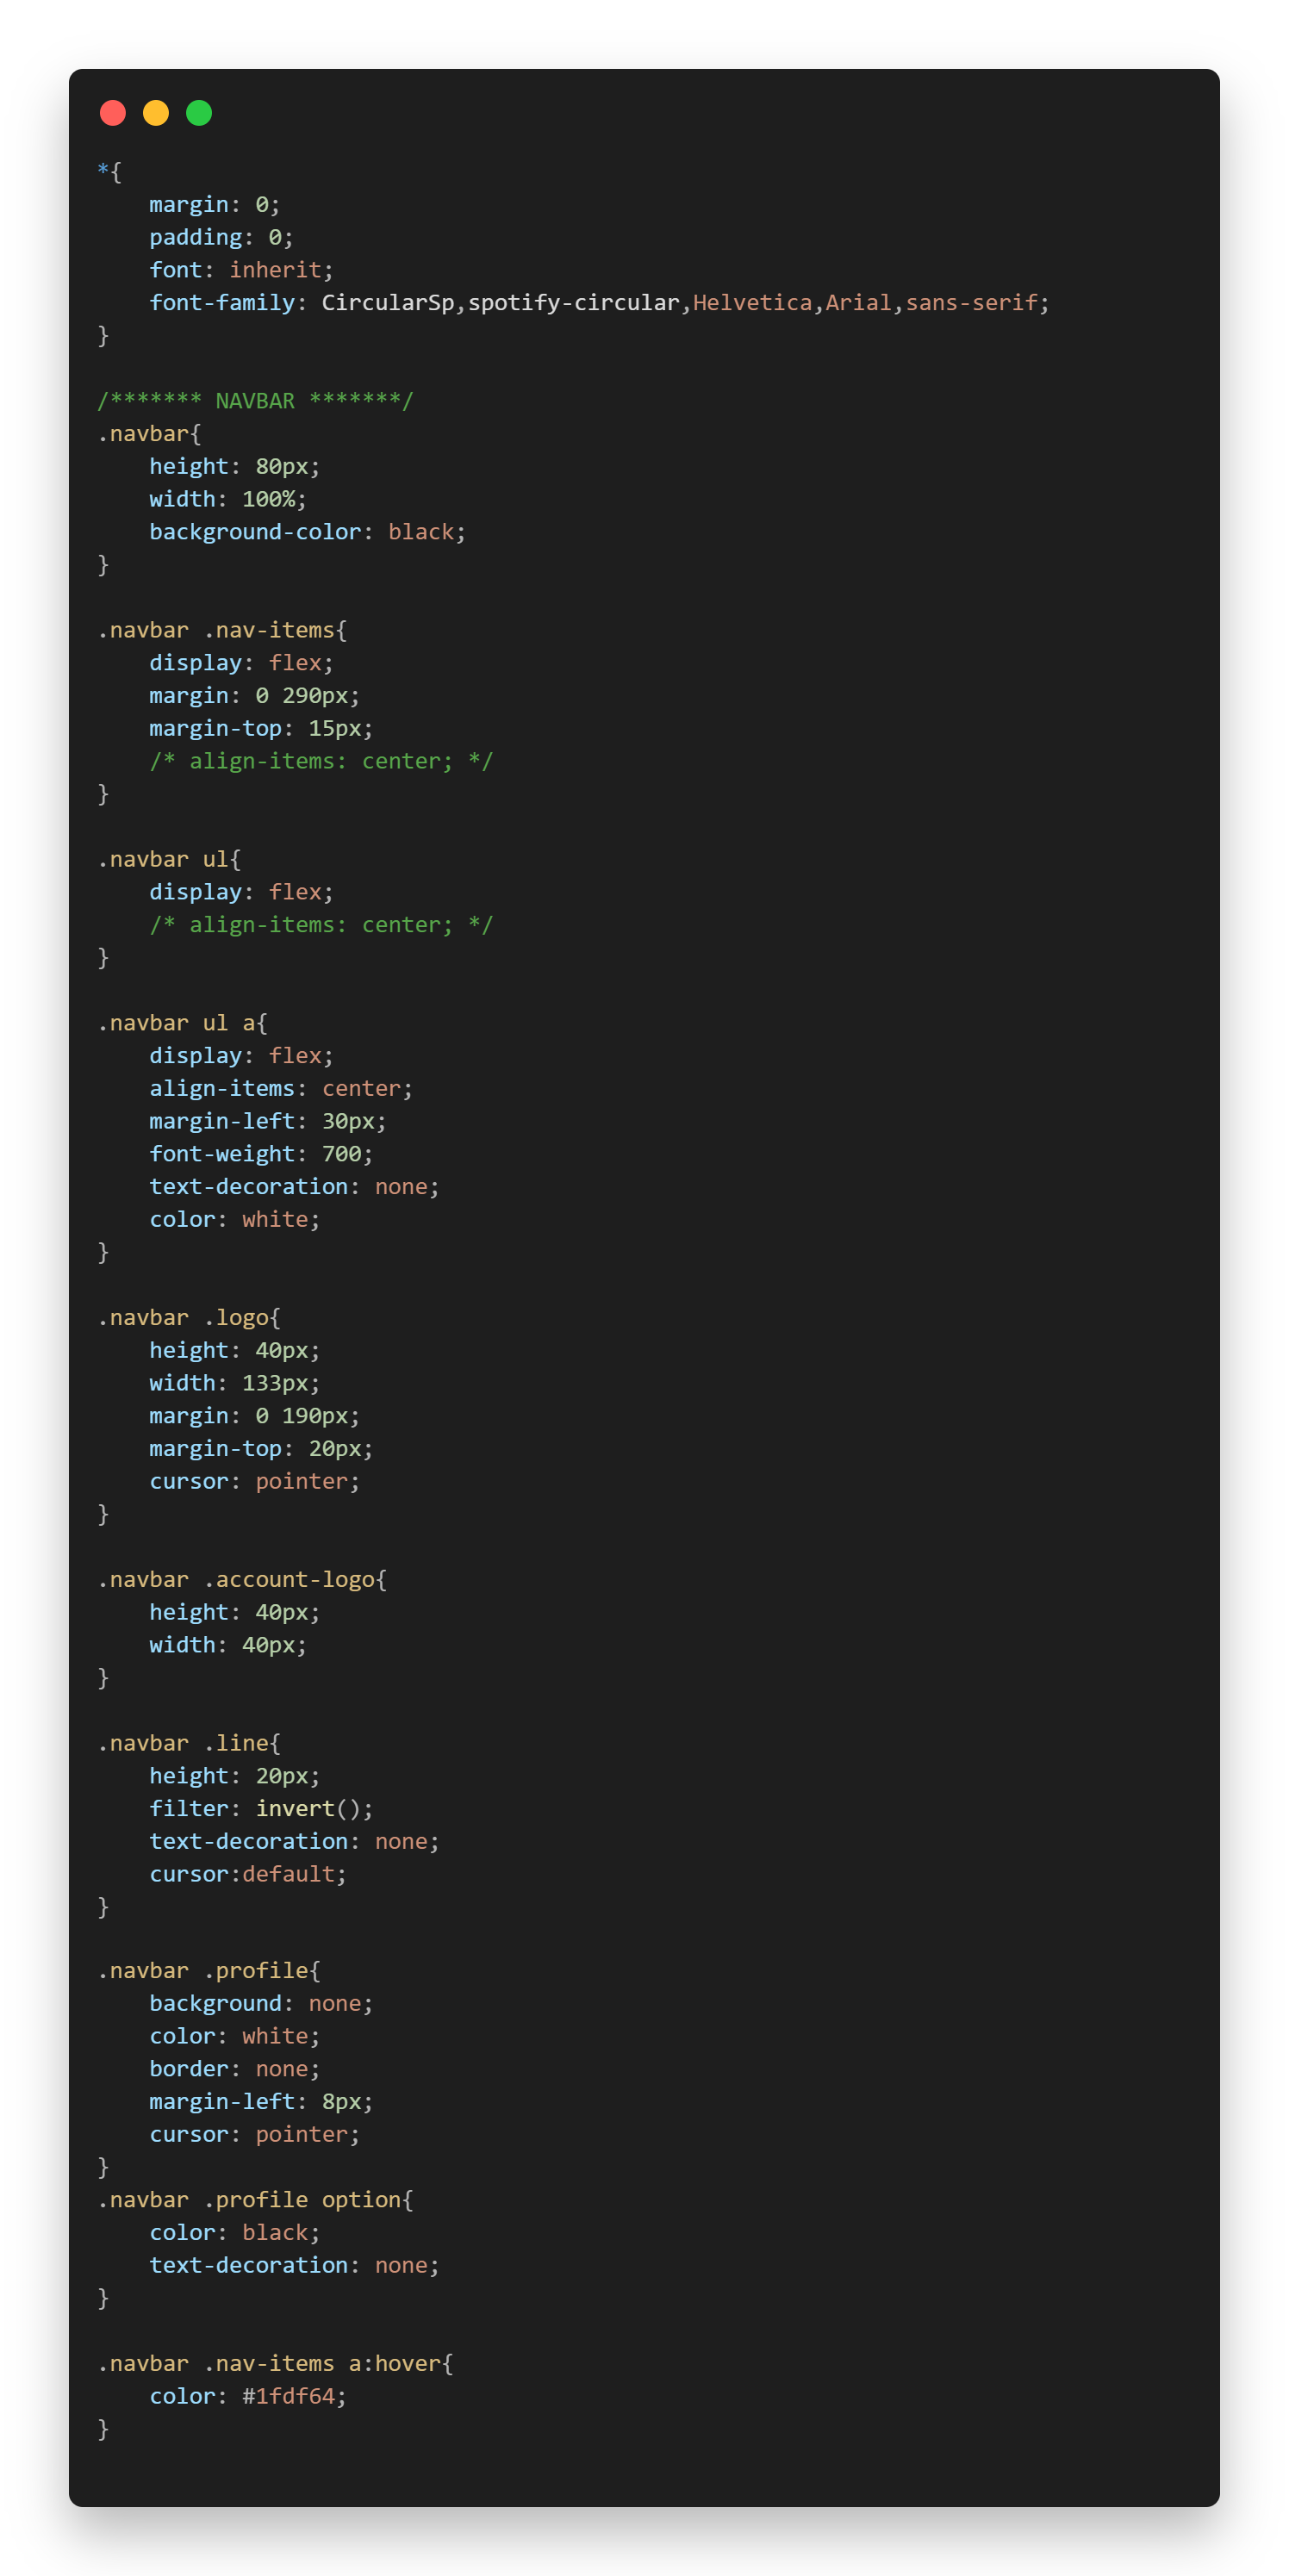 *{
    margin: 0;
    padding: 0;
    font: inherit;
    font-family: CircularSp,spotify-circular,Helvetica,Arial,sans-serif;
}

/******* NAVBAR *******/
.navbar{
    height: 80px;
    width: 100%;
    background-color: black;
}

.navbar .nav-items{
    display: flex;
    margin: 0 290px;
    margin-top: 15px;
    /* align-items: center; */
}

.navbar ul{
    display: flex;
    /* align-items: center; */
}

.navbar ul a{
    display: flex;
    align-items: center;
    margin-left: 30px;
    font-weight: 700;
    text-decoration: none;
    color: white;
}

.navbar .logo{
    height: 40px;
    width: 133px;
    margin: 0 190px;
    margin-top: 20px;
    cursor: pointer;
}

.navbar .account-logo{
    height: 40px;
    width: 40px;
}

.navbar .line{
    height: 20px;
    filter: invert();
    text-decoration: none;
    cursor:default;
}

.navbar .profile{
    background: none;
    color: white;
    border: none;
    margin-left: 8px;
    cursor: pointer;
}
.navbar .profile option{
    color: black;
    text-decoration: none;
}

.navbar .nav-items a:hover{
    color: #1fdf64;
}